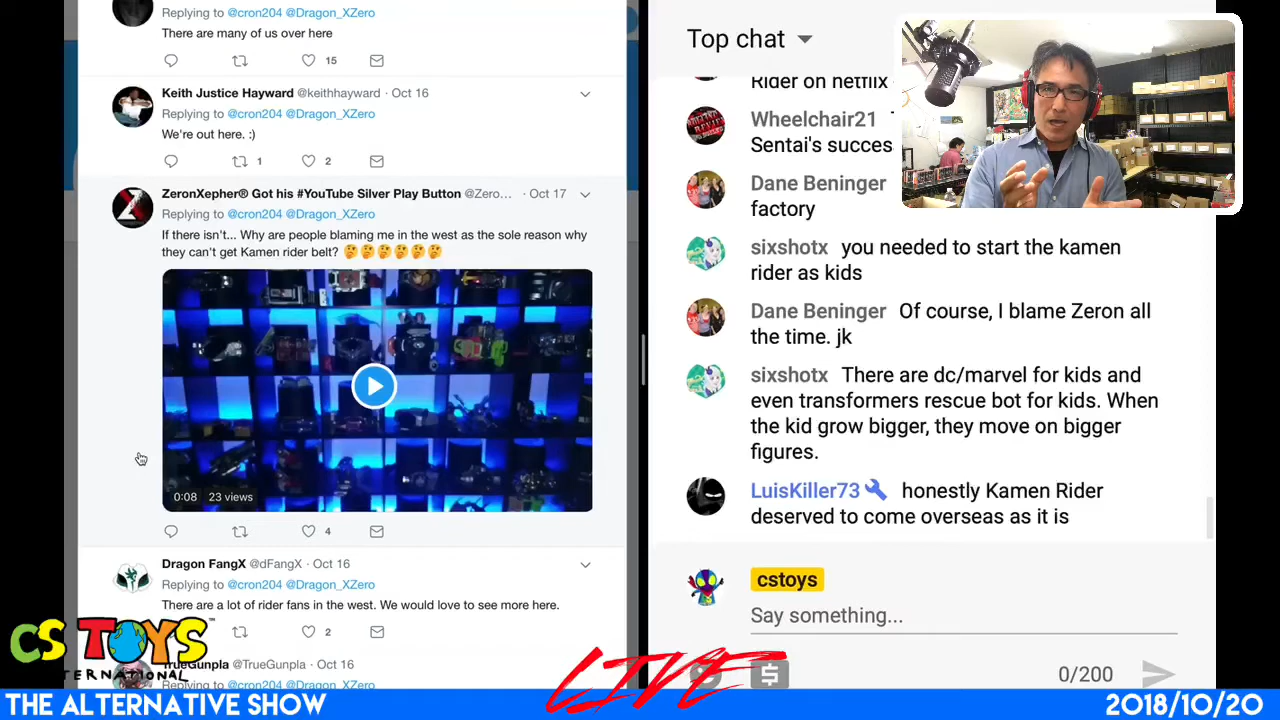 Replying to @cron204 @Dragon_XZero
There are many of us over here
15
Keith Justice Hayward @keithhayward · Oct 16
Replying to @cron204 @Dragon_XZero
We're out here. :)
1 2
ZeronXepher® Got his #YouTube Silver Play Button @Zero... · Oct 17
Replying to @cron204 @Dragon_XZero
If there isn't... Why are people blaming me in the west as the sole reason why
they can't get Kamen rider belt? 🤔🤔🤔🤔🤔🤔
0:08 23 views
4
Dragon FangX @dFangX · Oct 16
Replying to @cron204 @Dragon_XZero
There are a lot of rider fans in the west. We would love to see more here.
2
TrueGunpla @TrueGunpla · Oct 16
Replying to @cron204 @Dragon_XZero
Top chat
Rider on netflix
Wheelchair21
Sentai's succes
Dane Beninger
factory
sixshotx you needed to start the kamen
rider as kids
Dane Beninger Of course, I blame Zeron all
the time. jk
sixshotx There are dc/marvel for kids and
even transformers rescue bot for kids. When
the kid grow bigger, they move on bigger
figures.
LuisKiller73 honestly Kamen Rider
deserved to come overseas as it is
cstoys
Say something...
0/200
CS TOYS™
INTERNATIONAL
LIVE
THE ALTERNATIVE SHOW
2018/10/20